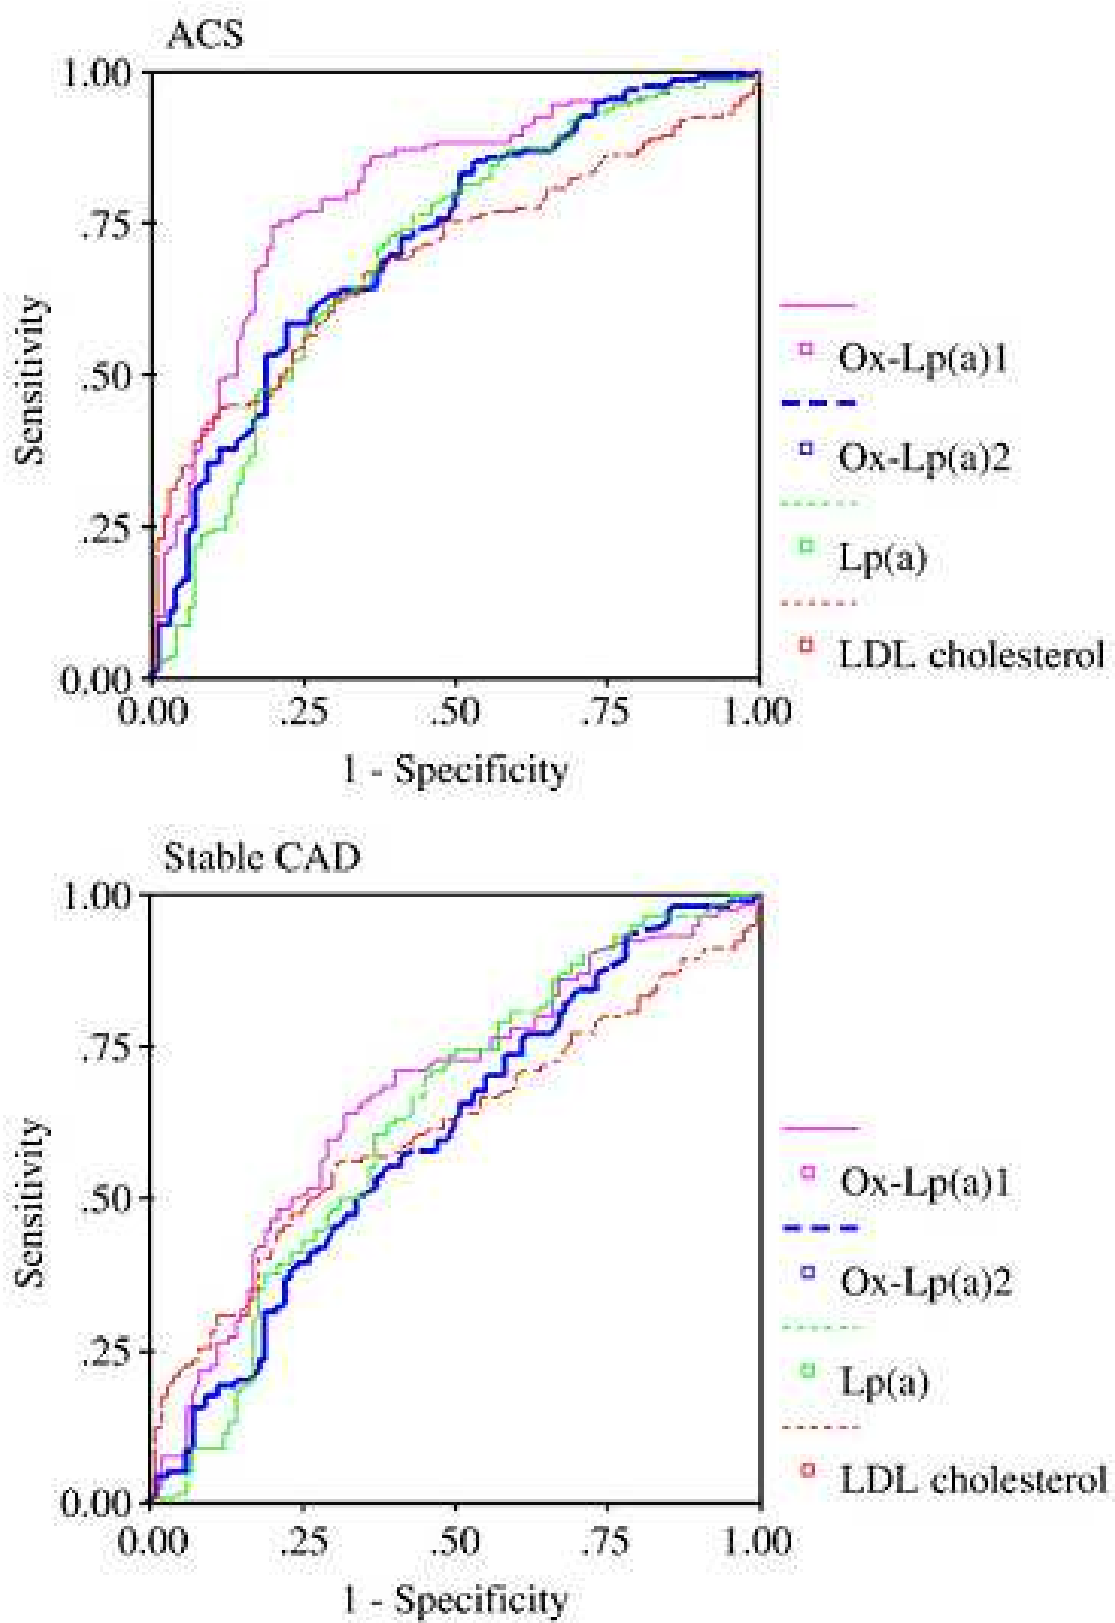 ACS
1.00
.75
.50
.25
0.00
Sensitivity
0.00 .25 .50 .75 1.00
1 - Specificity
Ox-Lp(a)1
Ox-Lp(a)2
Lp(a)
LDL cholesterol
Stable CAD
1.00
.75
.50
.25
0.00
Sensitivity
0.00 .25 .50 .75 1.00
1 - Specificity
Ox-Lp(a)1
Ox-Lp(a)2
Lp(a)
LDL cholesterol